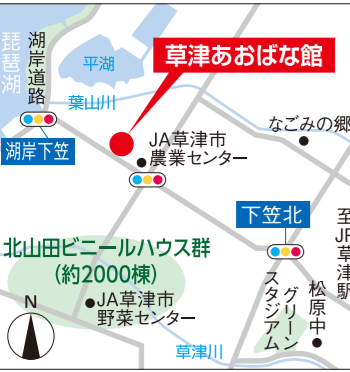 琵琶湖
湖岸道路
平湖
草津あおばな館
葉山川
なごみの郷
湖岸下笠
JA草津市
農業センター
下笠北
至JR草津駅
北山田ビニールハウス群
(約2000棟)
N
JA草津市
野菜センター
グリーン
スタジアム
松原中
草津川